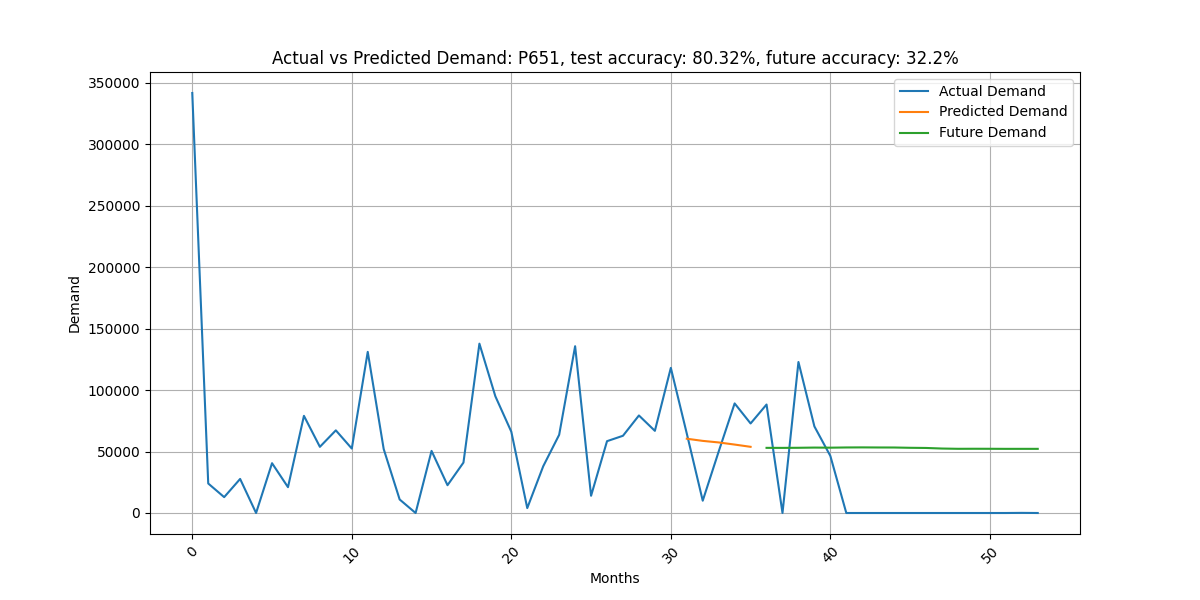 Actual vs Predicted Demand: P651, test accuracy: 80.32%, future accuracy: 32.2%
Actual Demand
Predicted Demand
Future Demand
350000
300000
250000
200000
150000
100000
50000
0
Demand
0
10
20
30
40
50
Months